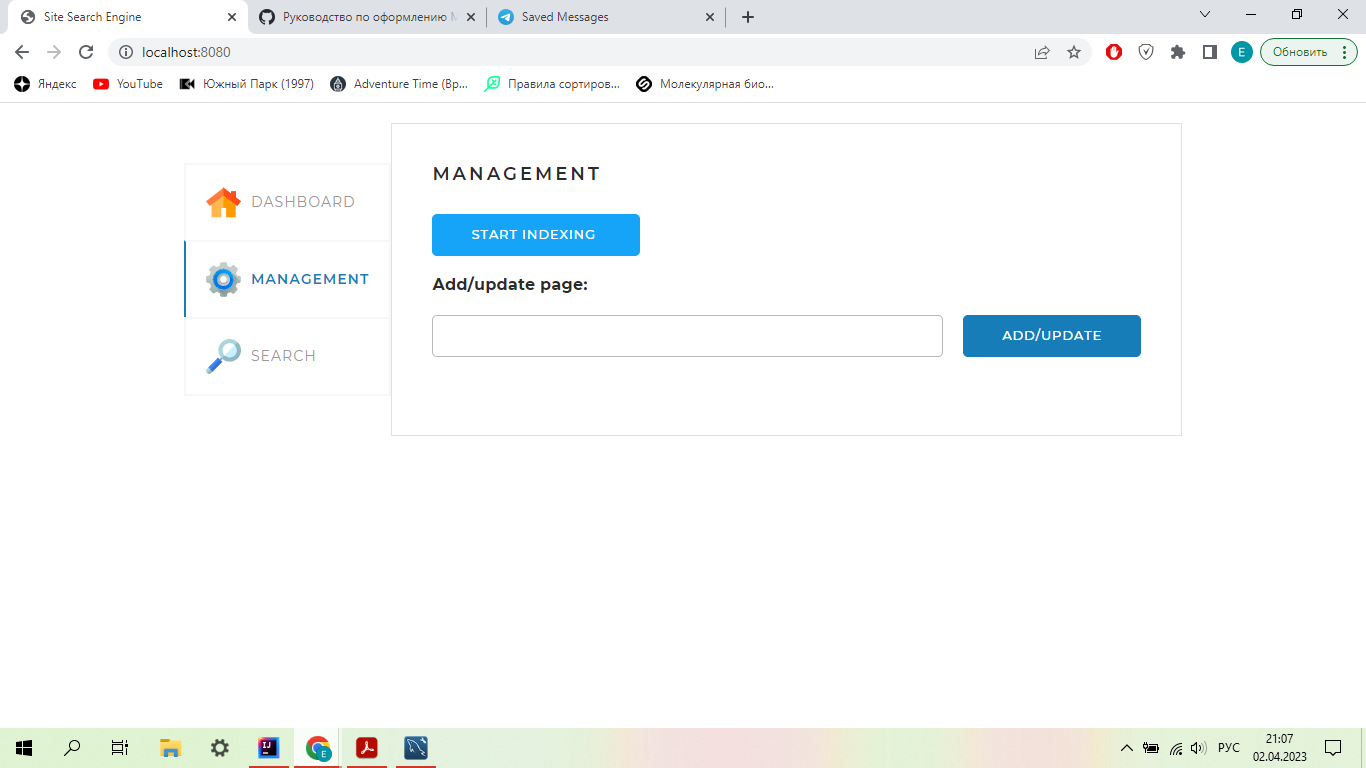 Site Search Engine
Руководство по оформлению М
Saved Messages
localhost:8080
E
Обновить
Яндекс
YouTube
Южный Парк (1997)
Adventure Time (Вр...
Правила сортиров...
Молекулярная био...
MANAGEMENT
DASHBOARD
START INDEXING
MANAGEMENT
Add/update page:
ADD/UPDATE
SEARCH
IJ
E
РУС
21:07
02.04.2023